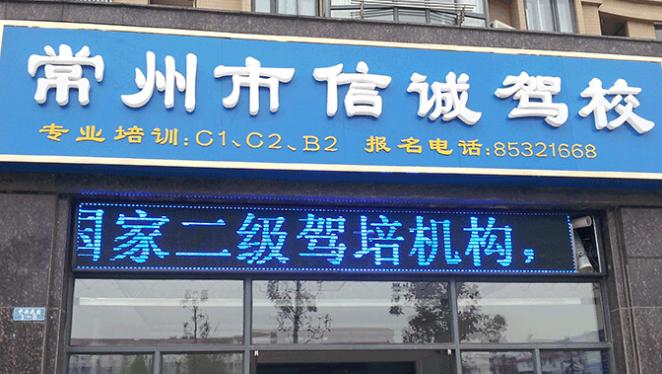 常州市信诚驾校
专业培训:C1、C2、B2 报名电话:85321668
国家二级驾培机构，